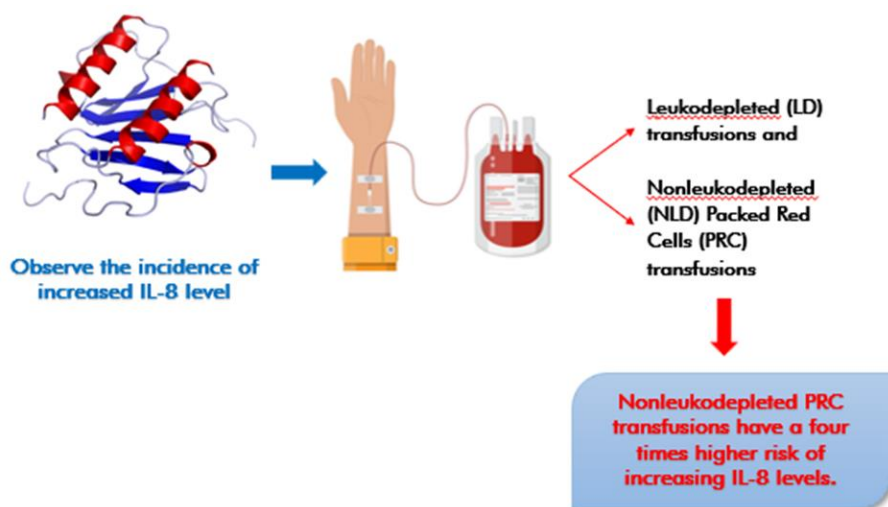 Observe the incidence of
increased IL-8 level
Leukodepleted (LD)
transfusions and
Nonleukodepleted
(NLD) Packed Red
Cells (PRC)
transfusions
Nonleukodepleted PRC
transfusions have a four
times higher risk of
increasing IL-8 levels.